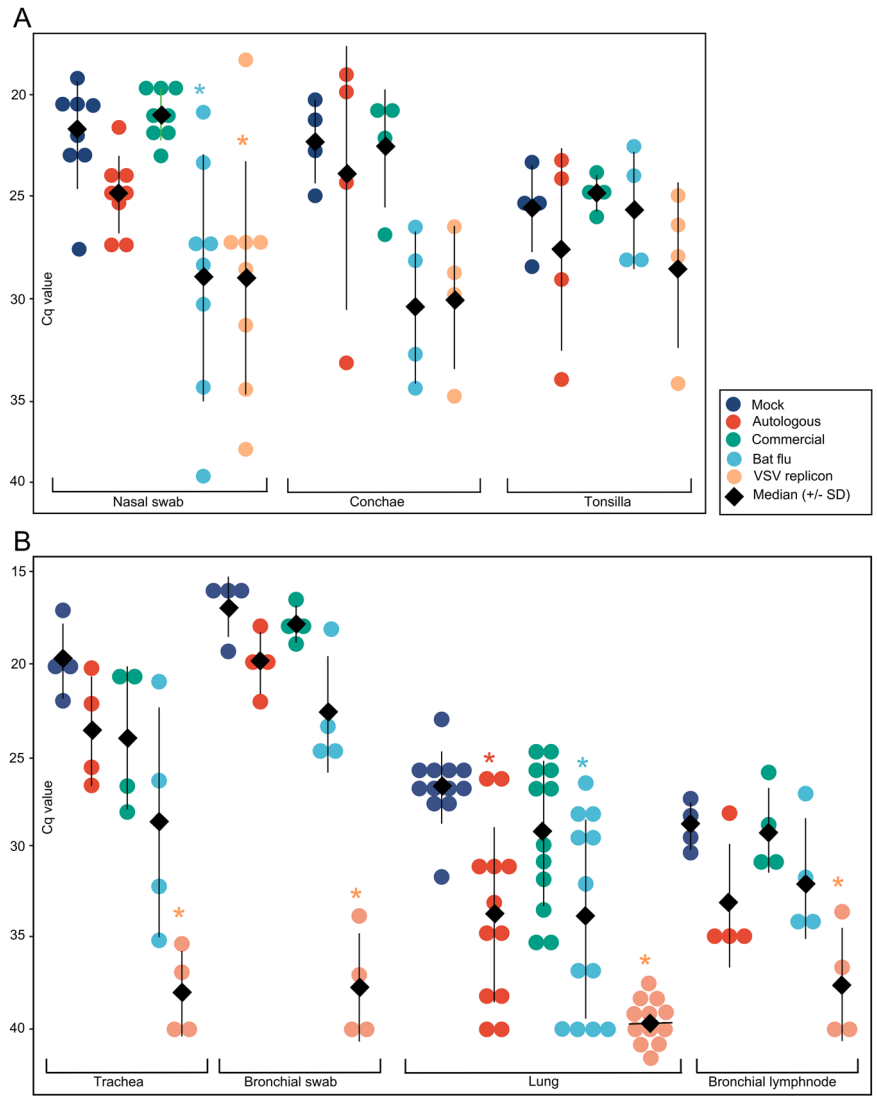 A
*
20
*
25
Cq value
30
35
40
Nasal swab Conchae Tonsilla
Mock
Autologous
Commercial
Bat flu
VSV replicon
Median (+/- SD)
B
15
20
25
* *
Cq value
30
* *
35
*
*
40
Trachea Bronchial swab Lung Bronchial lymphnode